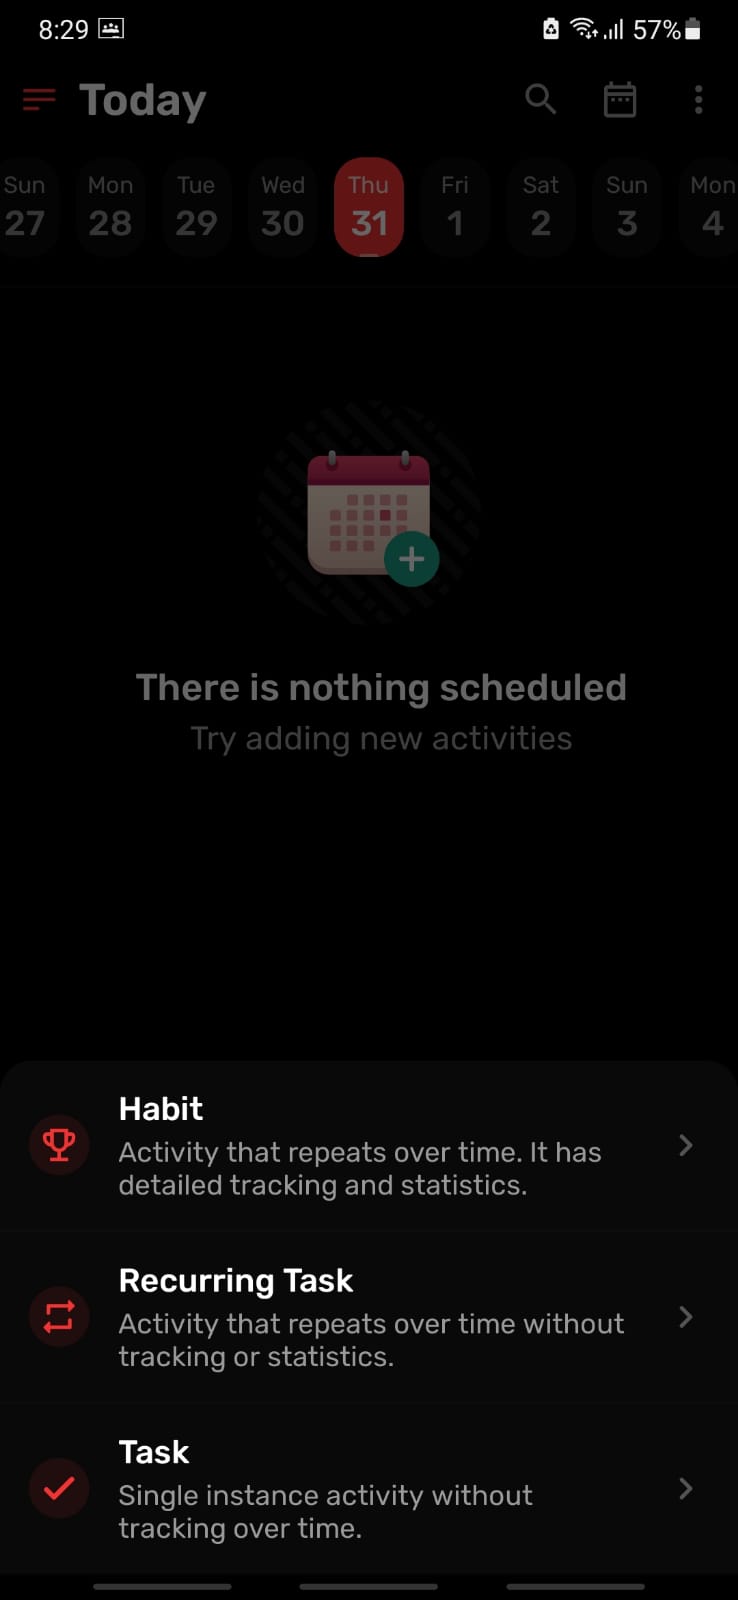 8:29 57%
Today
Sun Mon Tue Wed Thu Fri Sat Sun Mon
27 28 29 30 31 1 2 3 4
There is nothing scheduled
Try adding new activities
Habit
Activity that repeats over time. It has
detailed tracking and statistics.
Recurring Task
Activity that repeats over time without
tracking or statistics.
Task
Single instance activity without
tracking over time.